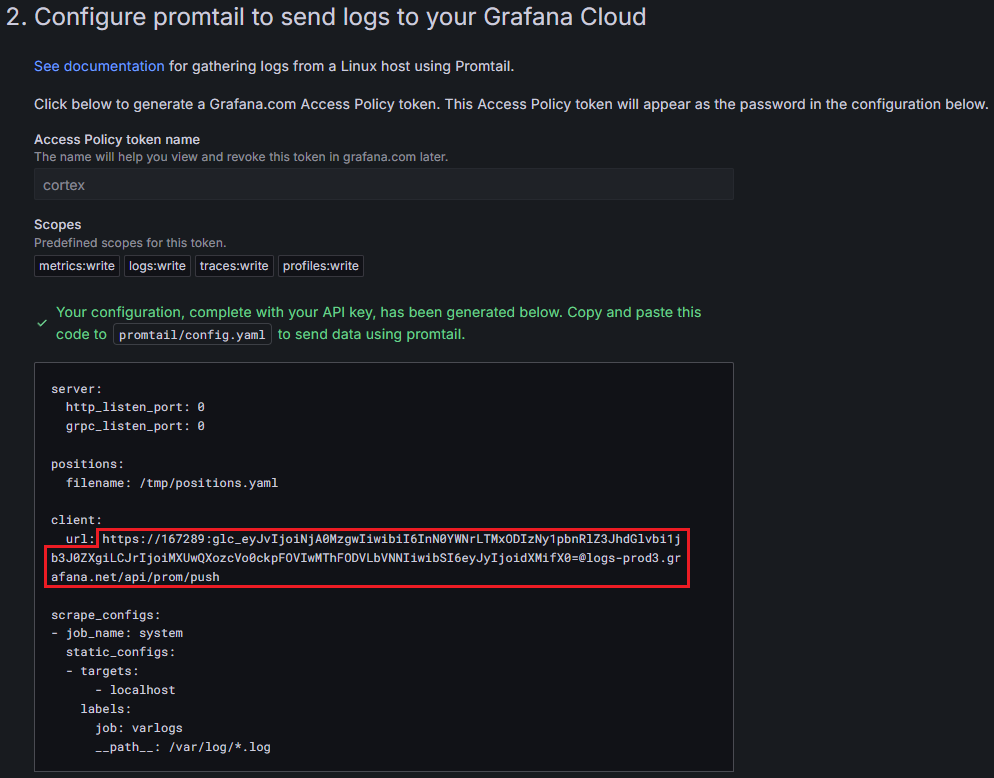 2. Configure promtail to send logs to your Grafana Cloud
See documentation for gathering logs from a Linux host using Promtail.
Click below to generate a Grafana.com Access Policy token. This Access Policy token will appear as the password in the configuration below.
Access Policy token name
The name will help you view and revoke this token in grafana.com later.
cortex
Scopes
Predefined scopes for this token.
metrics:write logs:write traces:write profiles:write
Your configuration, complete with your API key, has been generated below. Copy and paste this
code to promtail/config.yaml to send data using promtail.
server:
  http_listen_port: 0
  grpc_listen_port: 0
positions:
  filename: /tmp/positions.yaml
client:
  url: https://167289:glc_eyJvIjoiNjA0MzgwIiwibiI6InN0YWNrLTMxODIzNy1pbnRlZ3JhdGlvbi1j
b3J0ZXgiLCJrIjoiMXUwQXozcVo0ckpFOVIwMThFODVLbVNNIiwibSI6eyJyIjoidXMifX0=@logs-prod3.gr
afana.net/api/prom/push
scrape_configs:
- job_name: system
  static_configs:
  - targets:
      - localhost
    labels:
      job: varlogs
      __path__: /var/log/*.log